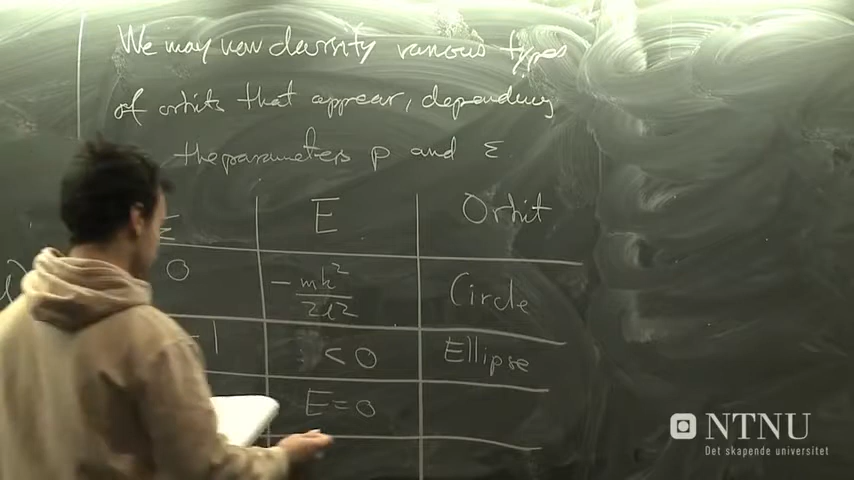 We may now classify various types
of orbits that appear, depending
the parameters p and ε
ε E Orbit
0 -mk²/2l² Circle
1 < 0 Ellipse
E = 0
NTNU
Det skapende universitet